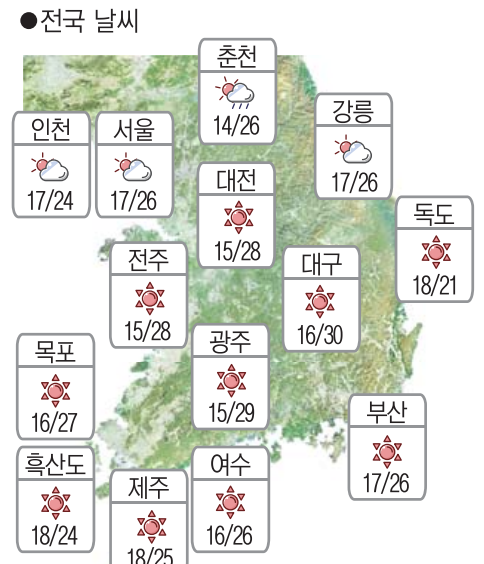 ●전국 날씨
춘천
14/26
강릉
17/26
인천
17/24
서울
17/26
대전
15/28
독도
18/21
전주
15/28
대구
16/30
광주
15/29
목포
16/27
부산
17/26
흑산도
18/24
여수
16/26
제주
18/25